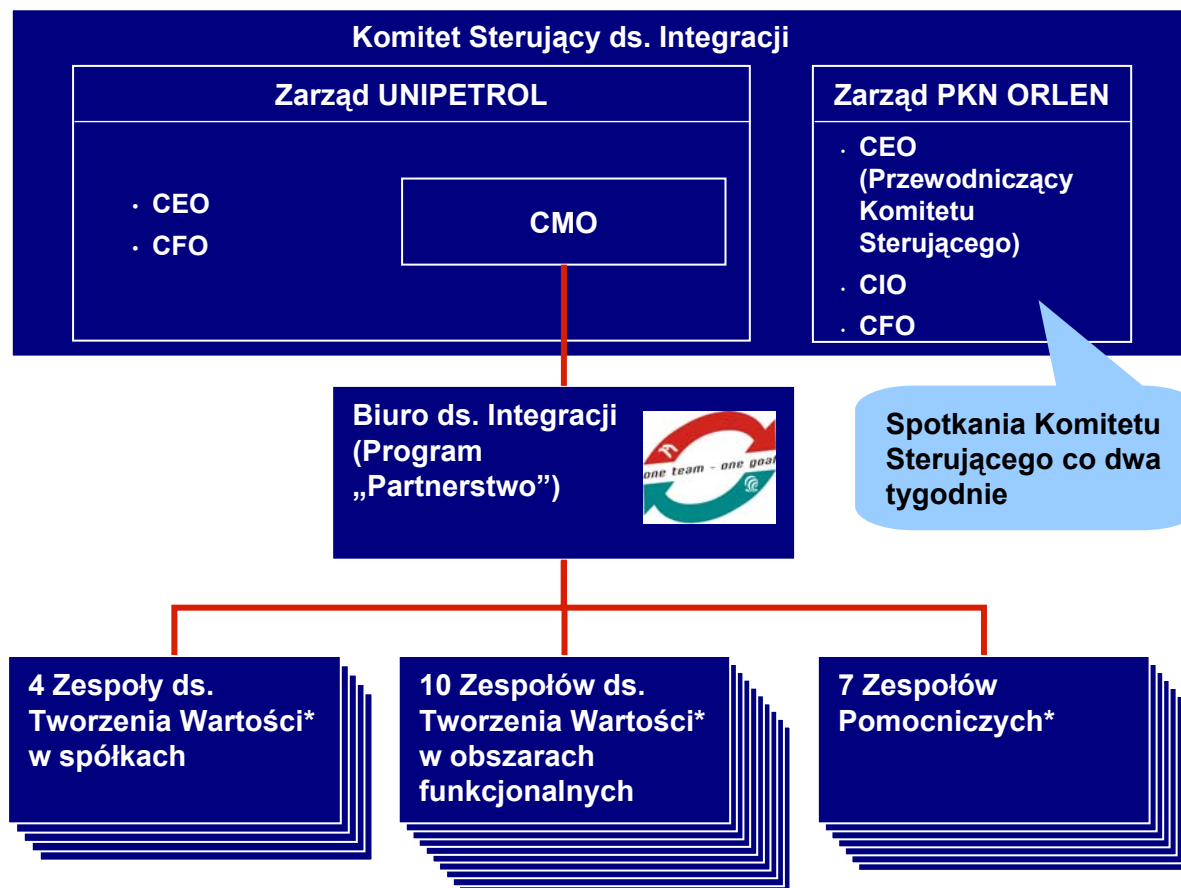 Komitet Sterujący ds. Integracji
Zarząd UNIPETROL
· CEO
· CFO
CMO
Zarząd PKN ORLEN
· CEO
(Przewodniczący
Komitetu
Sterującego)
· CIO
· CFO
Biuro ds. Integracji
(Program
„Partnerstwo”)
one team - one goal
Spotkania Komitetu
Sterującego co dwa
tygodnie
4 Zespoły ds.
Tworzenia Wartości*
w spółkach
10 Zespołów ds.
Tworzenia Wartości*
w obszarach
funkcjonalnych
7 Zespołów
Pomocniczych*